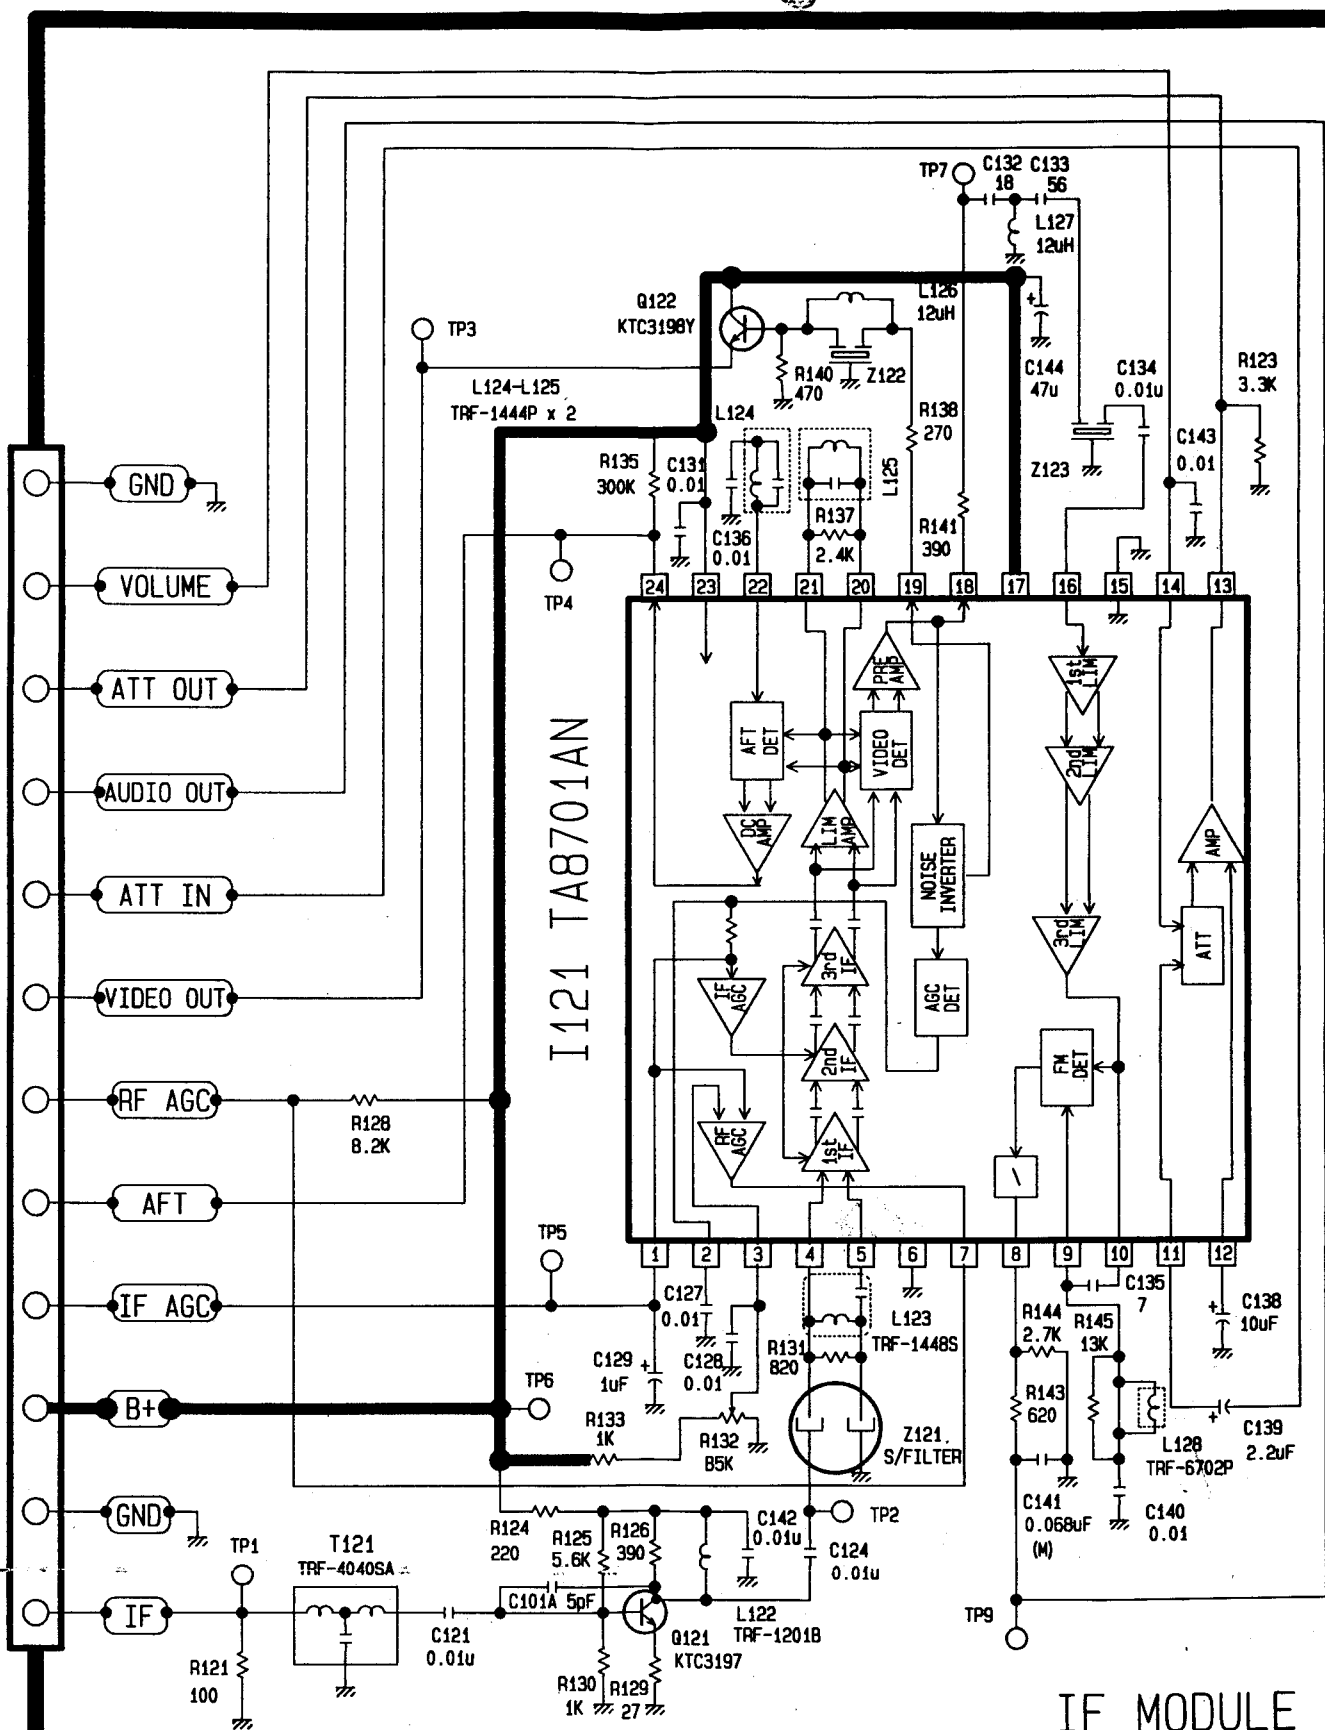 TP7
C132
18
C133
56
L127
12uH
Q122
KTC3198Y
L126
12uH
TP3
L124-L125
TRF-1444P x 2
L124
R140
470
Z122
C144
47u
C134
0.01u
R123
3.3K
R138
270
Z123
C143
0.01
R135
300K
C131
0.01
L125
GND
C136
0.01
R137
2.4K
R141
390
VOLUME
TP4
24
23
22
21
20
19
18
17
16
15
14
13
ATT OUT
PRE AMP
1st LIM
AFT DET
VIDEO DET
2nd LIM
AUDIO OUT
DC AMP
LIM AMP
NOISE INVERTER
AMP
ATT IN
I121 TA8701AN
3rd LIM
ATT
3rd IF
VIDEO OUT
IF AGC
AGC DET
2nd IF
FM DET
RF AGC
R128
8.2K
RF AGC
1st IF
AFT
TP5
1
2
3
4
5
6
7
8
9
10
11
12
IF AGC
C127
0.01
L123
TRF-1448S
C135
7
R144
2.7K
R145
13K
C138
10uF
C129
1uF
C128
0.01
R131
820
B+
TP6
R133
1K
R132
B5K
Z121.
S/FILTER
R143
620
L128
TRF-6702P
C139
2.2uF
GND
TP1
T121
TRF-4040SA
R124
220
R125
5.6K
R126
390
C142
0.01u
TP2
C124
0.01u
C141
0.068uF
(M)
C140
0.01
C101A 5pF
IF
C121
0.01u
L122
TRF-1201B
TP9
R121
100
Q121
KTC3197
R130
1K
R129
27
IF MODULE